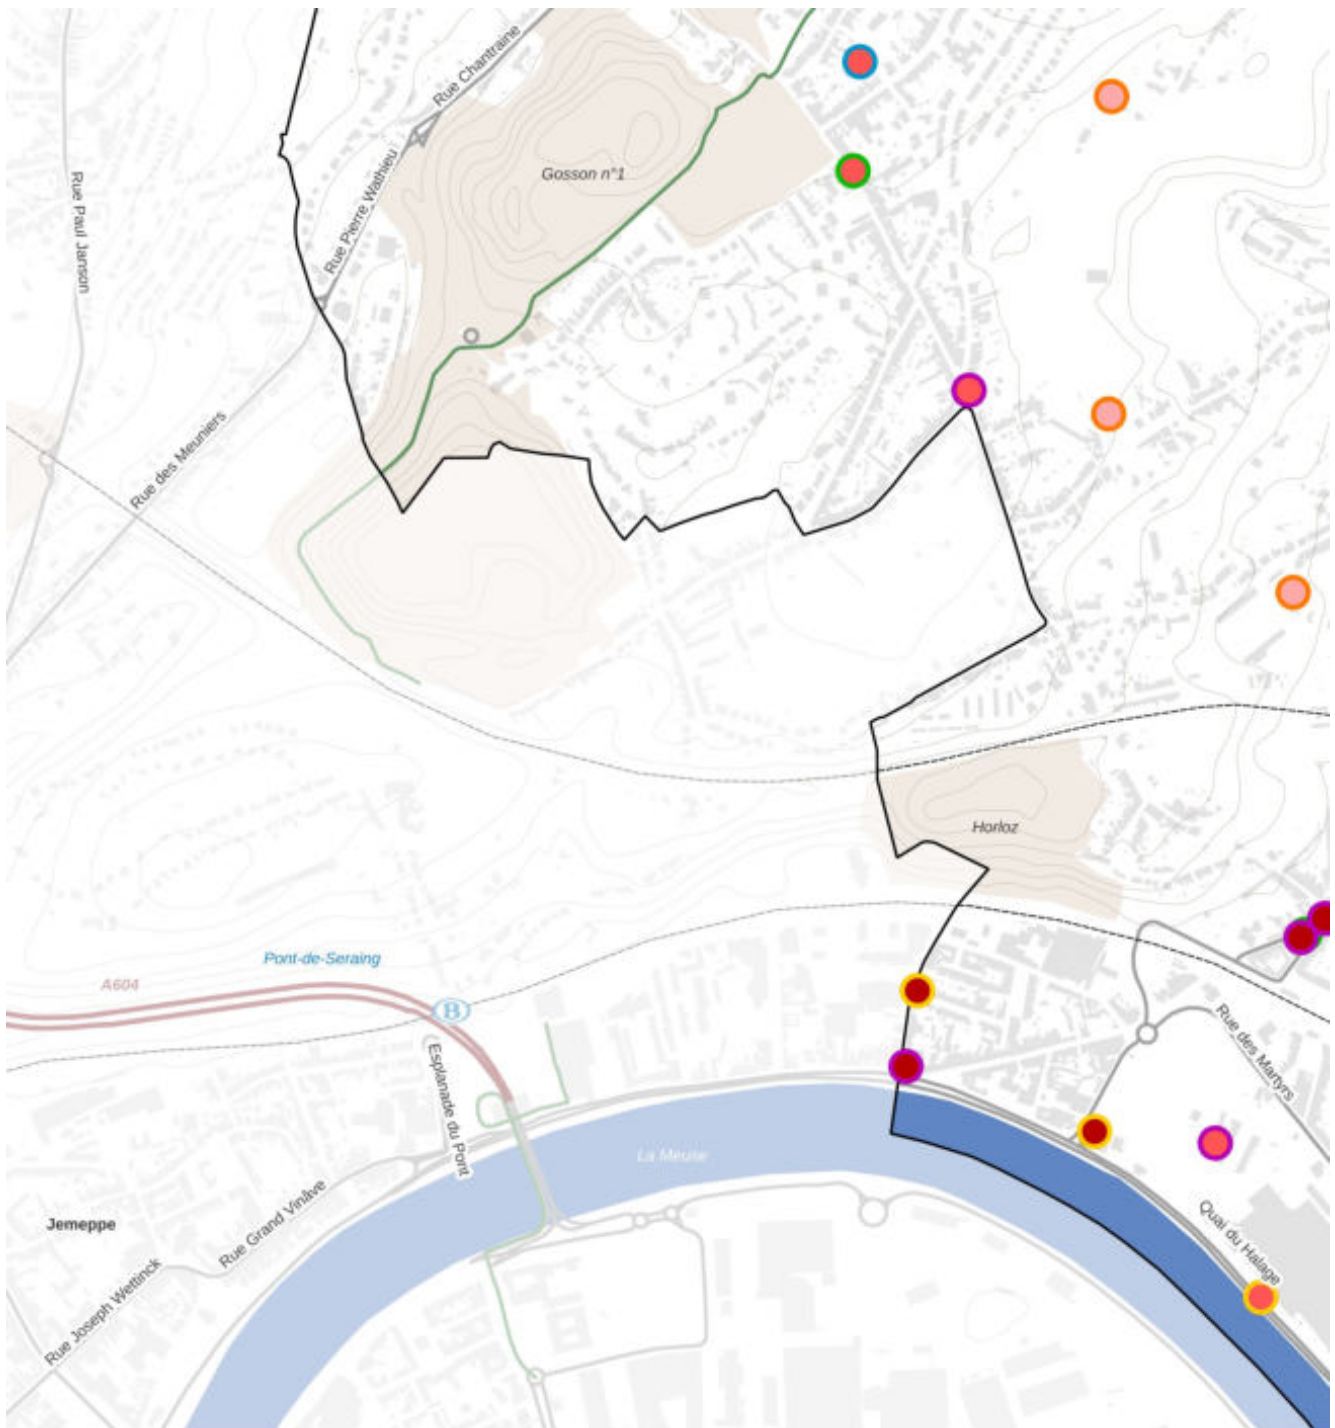 Rue Chantraine
Gosson n°1
Rue Paul Janson
Rue Pierre Wathieu
Rue des Meuniers
Horloz
Pont-de-Seraing
A604
B
Rue des Martyrs
Esplanade du Pont
La Meuse
Jemeppe
Rue Grand Vinâve
Quai du Halage
Rue Joseph Wettinck